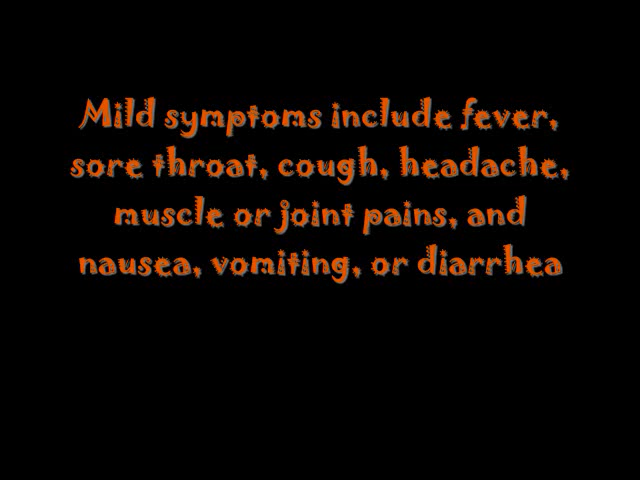 Mild symptoms include fever,
sore throat, cough, headache,
muscle or joint pains, and
nausea, vomiting, or diarrhea